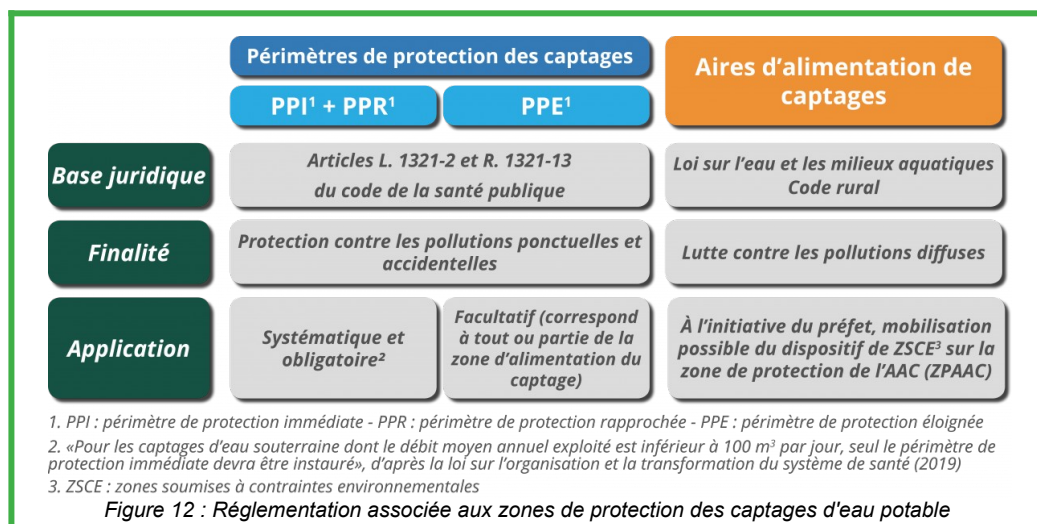 Périmètres de protection des captages
Aires d'alimentation de
captages
PPI¹ + PPR¹
PPE¹
Base juridique
Articles L. 1321-2 et R. 1321-13
du code de la santé publique
Loi sur l'eau et les milieux aquatiques
Code rural
Finalité
Protection contre les pollutions ponctuelles et
accidentelles
Lutte contre les pollutions diffuses
Application
Systématique et
obligatoire²
Facultatif (correspond
à tout ou partie de la
zone d'alimentation du
captage)
À l'initiative du préfet, mobilisation
possible du dispositif de ZSCE³ sur la
zone de protection de l'AAC (ZPAAC)
1. PPI : périmètre de protection immédiate - PPR : périmètre de protection rapprochée - PPE : périmètre de protection éloignée
2. «Pour les captages d'eau souterraine dont le débit moyen annuel exploité est inférieur à 100 m³ par jour, seul le périmètre de
protection immédiate devra être instauré», d'après la loi sur l'organisation et la transformation du système de santé (2019)
3. ZSCE : zones soumises à contraintes environnementales
Figure 12 : Réglementation associée aux zones de protection des captages d'eau potable